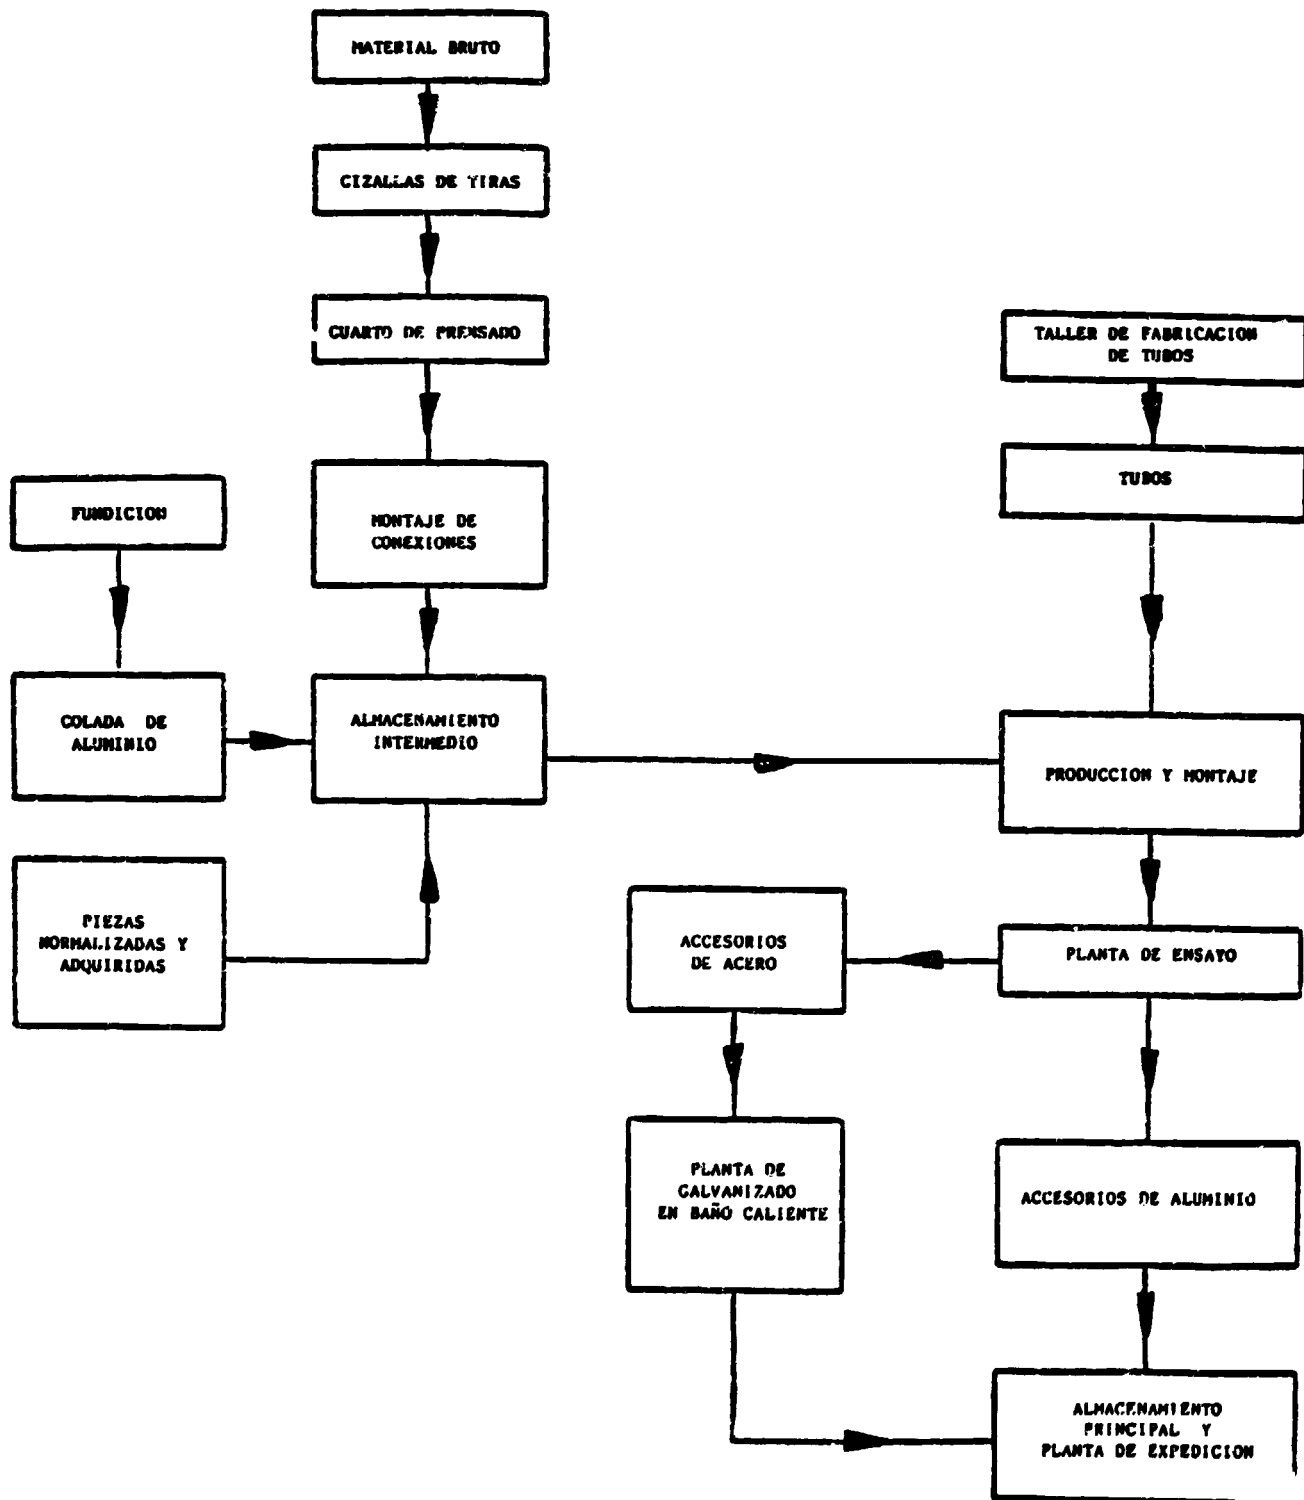 MATERIAL BRUTO
CIZALLAS DE TIRAS
CUARTO DE PRENSADO
TALLER DE FABRICACION
DE TUBOS
TUBOS
FUNDICION
MONTAJE DE
CONEXIONES
COLADA DE
ALUMINIO
ALMACENAMIENTO
INTERMEDIO
PRODUCCION Y MONTAJE
PIEZAS
NORMALIZADAS Y
ADQUIRIDAS
ACCESORIOS
DE ACERO
PLANTA DE ENSAYO
PLANTA DE
GALVANIZADO
EN BAÑO CALIENTE
ACCESORIOS DE ALUMINIO
ALMACENAMIENTO
PRINCIPAL Y
PLANTA DE EXPEDICION